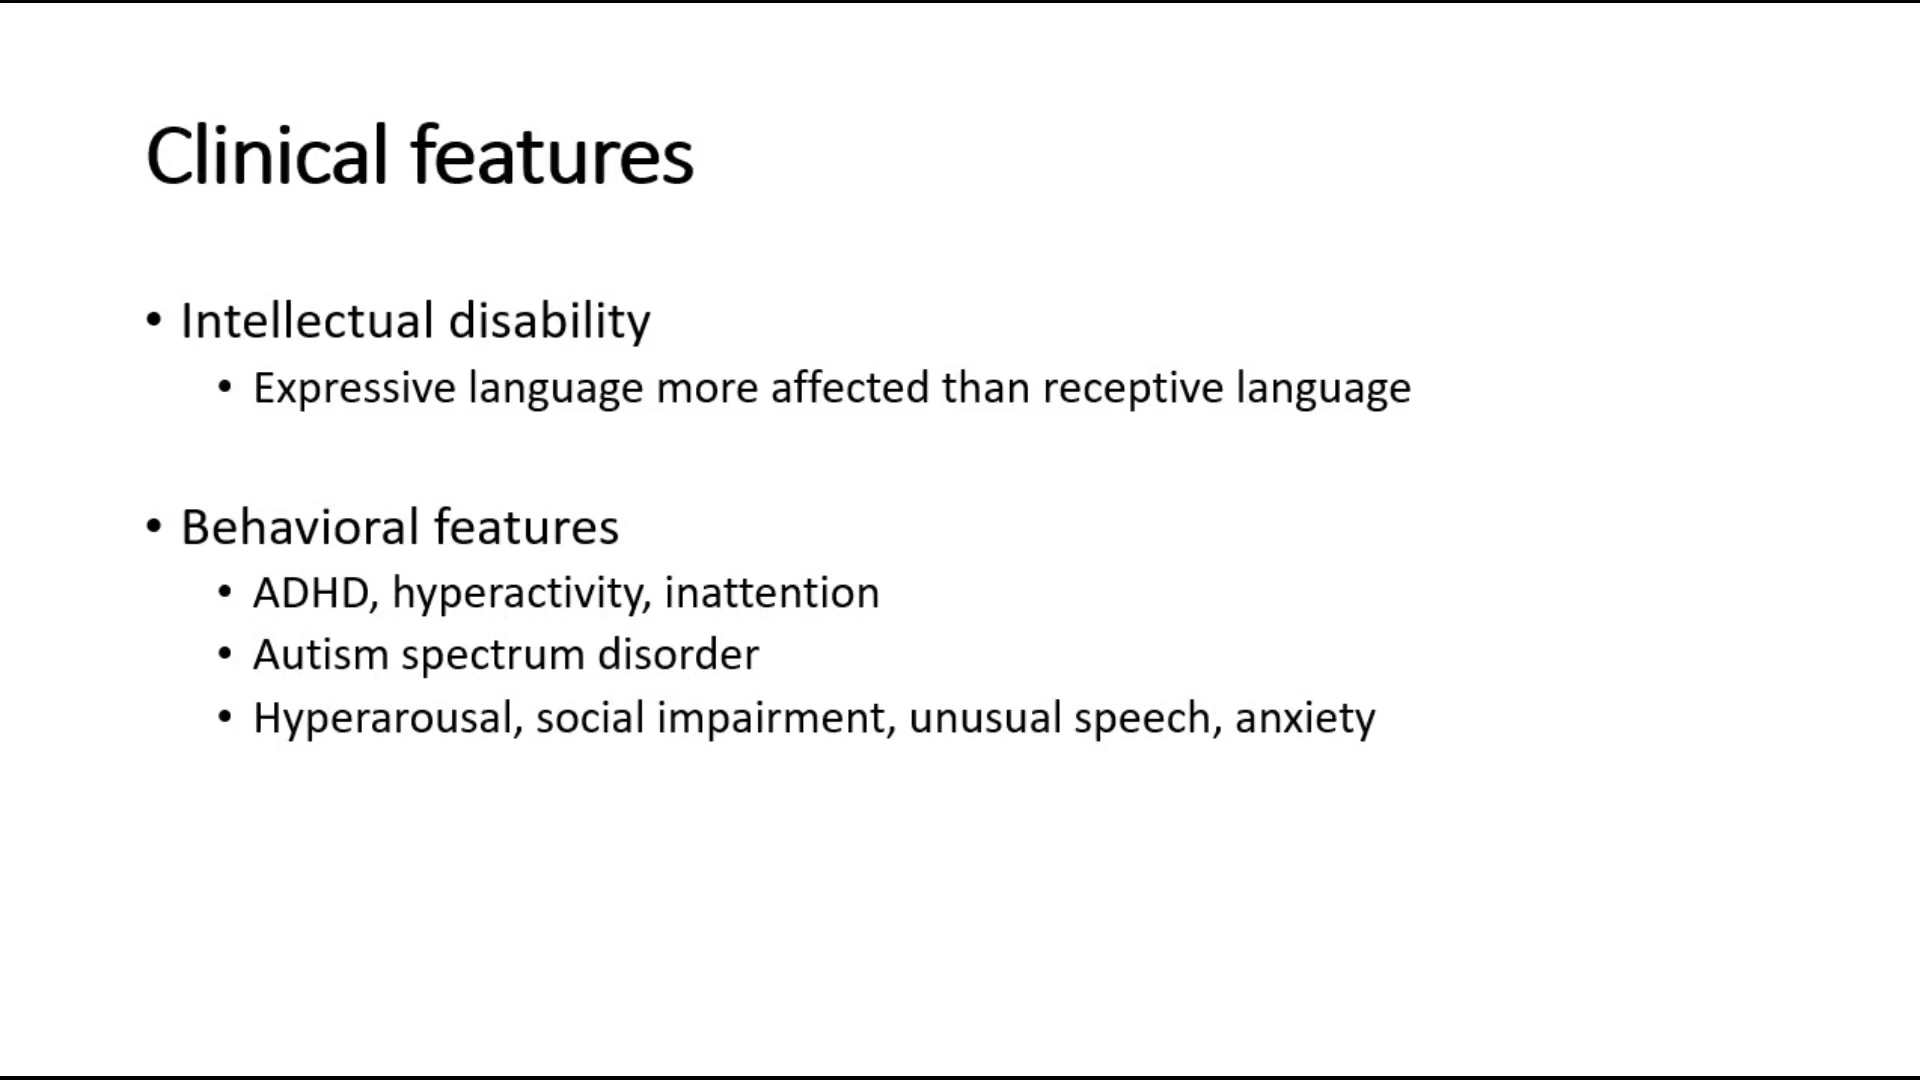 Clinical features
• Intellectual disability
• Expressive language more affected than receptive language
• Behavioral features
• ADHD, hyperactivity, inattention
• Autism spectrum disorder
• Hyperarousal, social impairment, unusual speech, anxiety